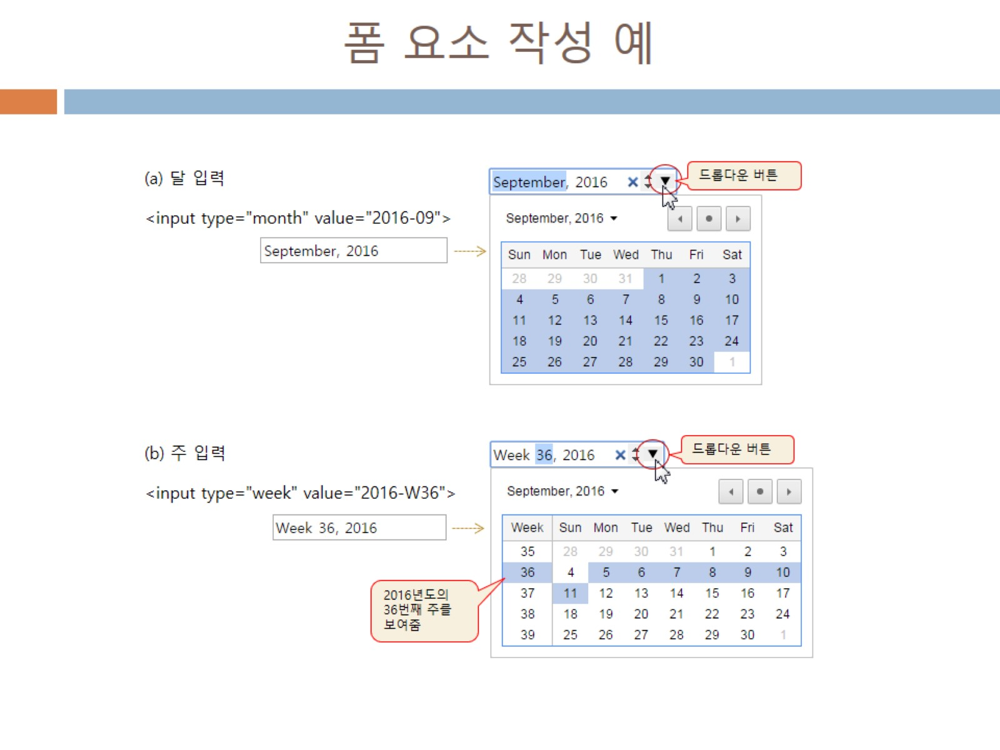 폼 요소 작성 예
(a) 달 입력
<input type="month" value="2016-09">
September, 2016
September, 2016
드롭다운 버튼
September, 2016
Sun Mon Tue Wed Thu Fri Sat
28 29 30 31 1 2 3
4 5 6 7 8 9 10
11 12 13 14 15 16 17
18 19 20 21 22 23 24
25 26 27 28 29 30 1
(b) 주 입력
<input type="week" value="2016-W36">
Week 36, 2016
Week 36, 2016
드롭다운 버튼
September, 2016
Week Sun Mon Tue Wed Thu Fri Sat
35 28 29 30 31 1 2 3
36 4 5 6 7 8 9 10
37 11 12 13 14 15 16 17
38 18 19 20 21 22 23 24
39 25 26 27 28 29 30 1
2016년도의
36번째 주를
보여줌